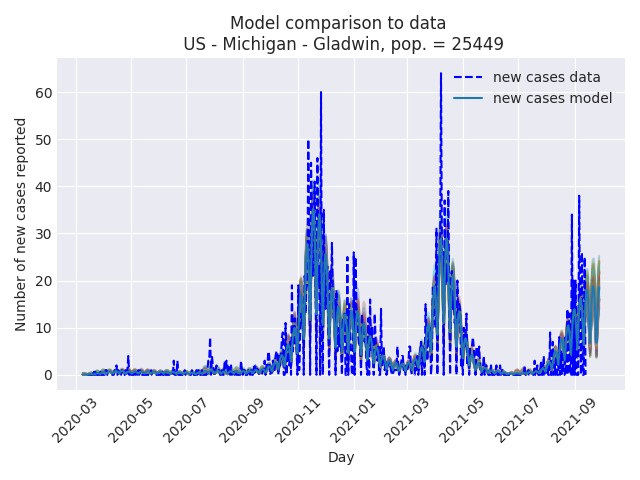 Model comparison to data
US - Michigan - Gladwin, pop. = 25449
new cases data
new cases model
Number of new cases reported
60
50
40
30
20
10
0
2020-03
2020-05
2020-07
2020-09
2020-11
2021-01
2021-03
2021-05
2021-07
2021-09
Day